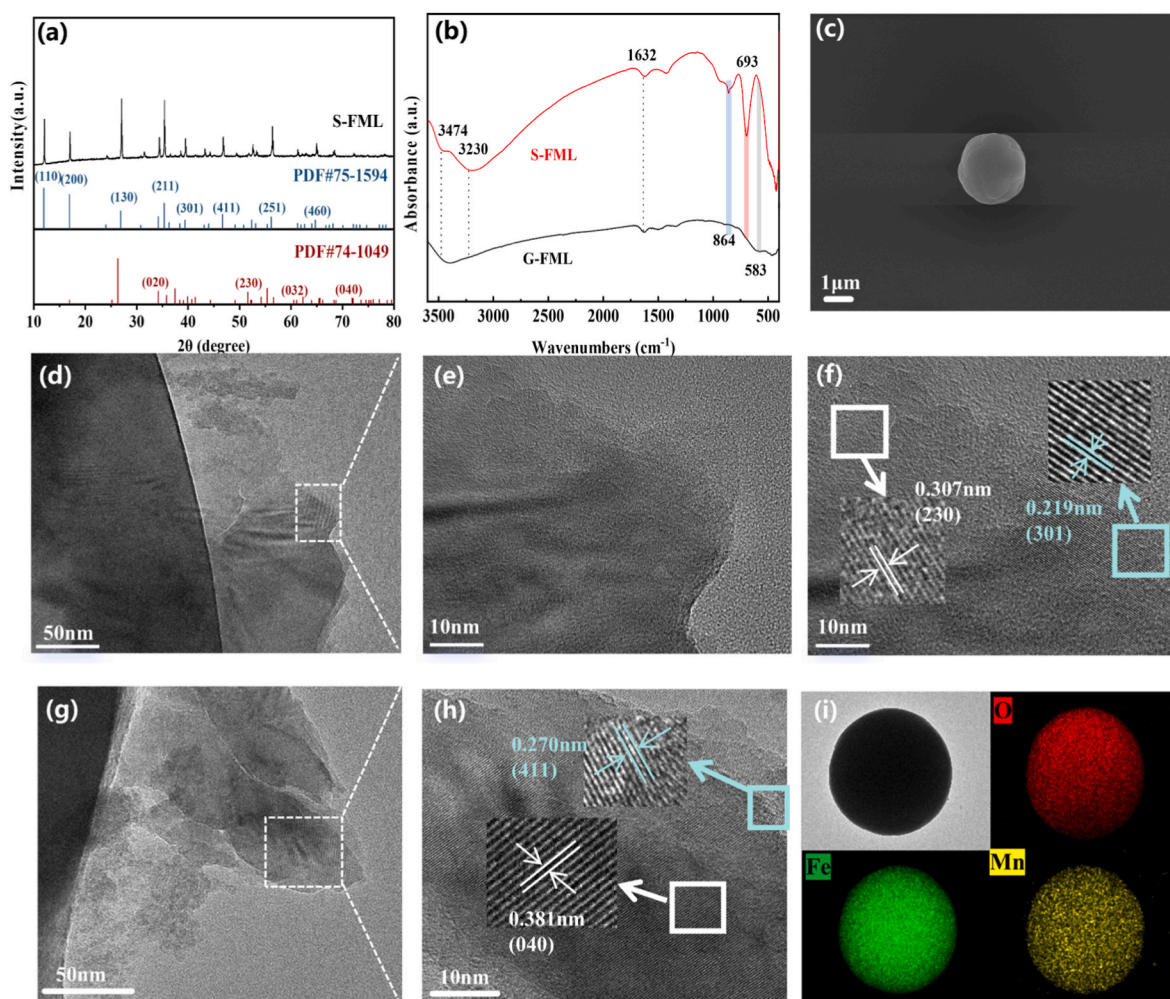 (a)
Intensity(a.u.)
S-FML
(110)
(200)
(130)
(211)
(301)
(411)
(251)
(460)
PDF#75-1594
PDF#74-1049
(020)
(230)
(032)
(040)
10 20 30 40 50 60 70 80
2θ (degree)
(b)
Absorbance (a.u.)
3474
3230
1632
693
S-FML
864
583
G-FML
3500 3000 2500 2000 1500 1000 500
Wavenumbers (cm⁻¹)
(c)
1μm
(d)
50nm
(e)
10nm
(f)
0.307nm
(230)
0.219nm
(301)
10nm
(g)
50nm
(h)
0.270nm
(411)
0.381nm
(040)
10nm
(i)
O
Fe
Mn